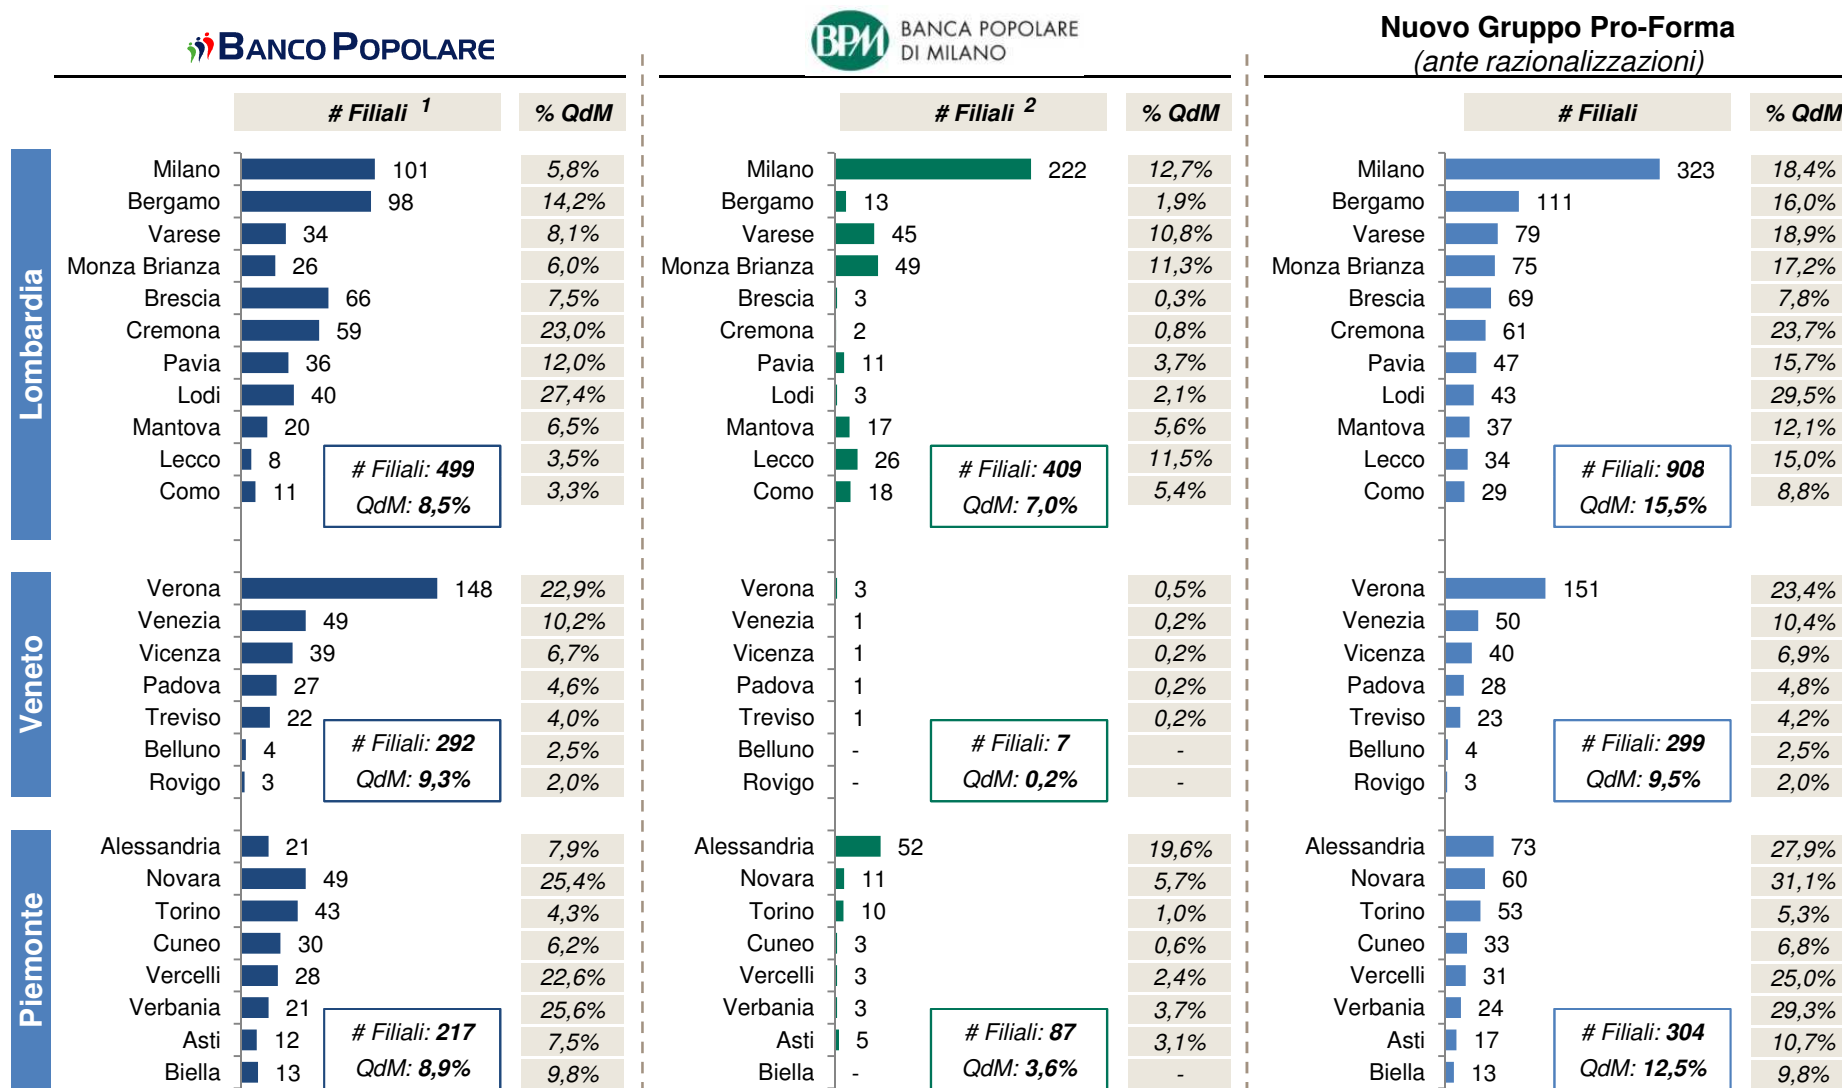 BANCO POPOLARE
BPM BANCA POPOLARE DI MILANO
Nuovo Gruppo Pro-Forma
(ante razionalizzazioni)
# Filiali 1 % QdM # Filiali 2 % QdM # Filiali % QdM
Lombardia
Milano 101 5,8% Milano 222 12,7% Milano 323 18,4%
Bergamo 98 14,2% Bergamo 13 1,9% Bergamo 111 16,0%
Varese 34 8,1% Varese 45 10,8% Varese 79 18,9%
Monza Brianza 26 6,0% Monza Brianza 49 11,3% Monza Brianza 75 17,2%
Brescia 66 7,5% Brescia 3 0,3% Brescia 69 7,8%
Cremona 59 23,0% Cremona 2 0,8% Cremona 61 23,7%
Pavia 36 12,0% Pavia 11 3,7% Pavia 47 15,7%
Lodi 40 27,4% Lodi 3 2,1% Lodi 43 29,5%
Mantova 20 6,5% Mantova 17 5,6% Mantova 37 12,1%
Lecco 8 3,5% Lecco 26 11,5% Lecco 34 15,0%
Como 11 3,3% Como 18 5,4% Como 29 8,8%
# Filiali: 499 # Filiali: 409 # Filiali: 908
QdM: 8,5% QdM: 7,0% QdM: 15,5%
Veneto
Verona 148 22,9% Verona 3 0,5% Verona 151 23,4%
Venezia 49 10,2% Venezia 1 0,2% Venezia 50 10,4%
Vicenza 39 6,7% Vicenza 1 0,2% Vicenza 40 6,9%
Padova 27 4,6% Padova 1 0,2% Padova 28 4,8%
Treviso 22 4,0% Treviso 1 0,2% Treviso 23 4,2%
Belluno 4 2,5% Belluno - - Belluno 4 2,5%
Rovigo 3 2,0% Rovigo - - Rovigo 3 2,0%
# Filiali: 292 # Filiali: 7 # Filiali: 299
QdM: 9,3% QdM: 0,2% QdM: 9,5%
Piemonte
Alessandria 21 7,9% Alessandria 52 19,6% Alessandria 73 27,9%
Novara 49 25,4% Novara 11 5,7% Novara 60 31,1%
Torino 43 4,3% Torino 10 1,0% Torino 53 5,3%
Cuneo 30 6,2% Cuneo 3 0,6% Cuneo 33 6,8%
Vercelli 28 22,6% Vercelli 3 2,4% Vercelli 31 25,0%
Verbania 21 25,6% Verbania 3 3,7% Verbania 24 29,3%
Asti 12 7,5% Asti 5 3,1% Asti 17 10,7%
Biella 13 9,8% Biella - - Biella 13 9,8%
# Filiali: 217 # Filiali: 87 # Filiali: 304
QdM: 8,9% QdM: 3,6% QdM: 12,5%